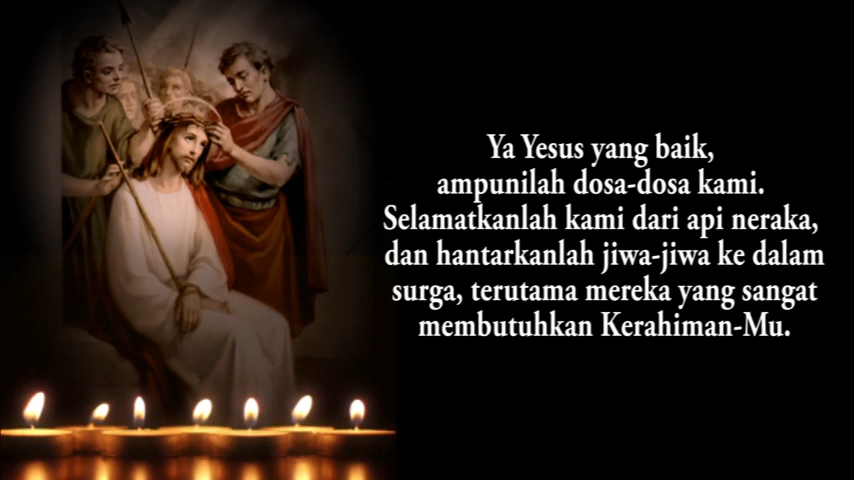 Ya Yesus yang baik,
ampunilah dosa-dosa kami.
Selamatkanlah kami dari api neraka,
dan hantarkanlah jiwa-jiwa ke dalam
surga, terutama mereka yang sangat
membutuhkan Kerahiman-Mu.